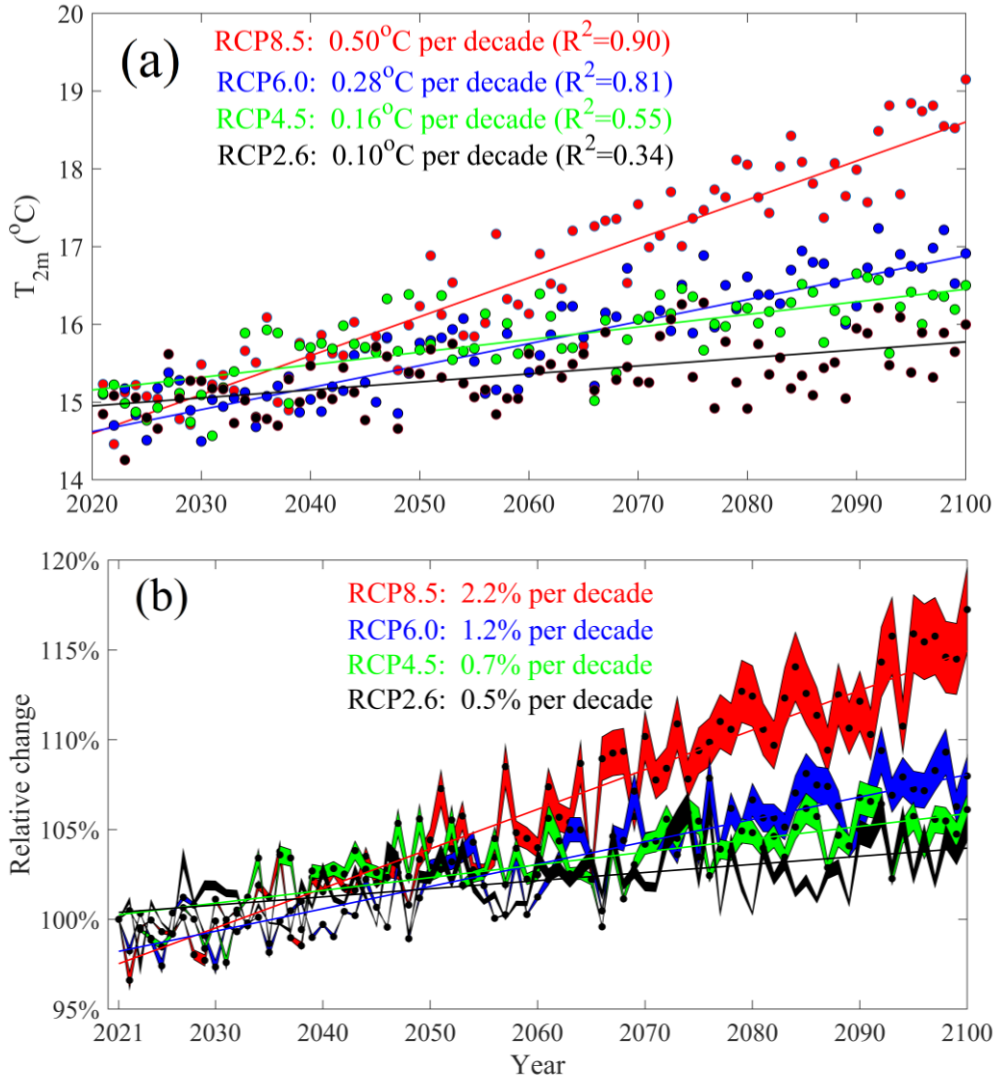 (a)
RCP8.5: 0.50°C per decade (R²=0.90)
RCP6.0: 0.28°C per decade (R²=0.81)
RCP4.5: 0.16°C per decade (R²=0.55)
RCP2.6: 0.10°C per decade (R²=0.34)
T2m (°C)
20
19
18
17
16
15
14
2020 2030 2040 2050 2060 2070 2080 2090 2100
(b)
RCP8.5: 2.2% per decade
RCP6.0: 1.2% per decade
RCP4.5: 0.7% per decade
RCP2.6: 0.5% per decade
Relative change
120%
115%
110%
105%
100%
95%
2021 2030 2040 2050 2060 2070 2080 2090 2100
Year